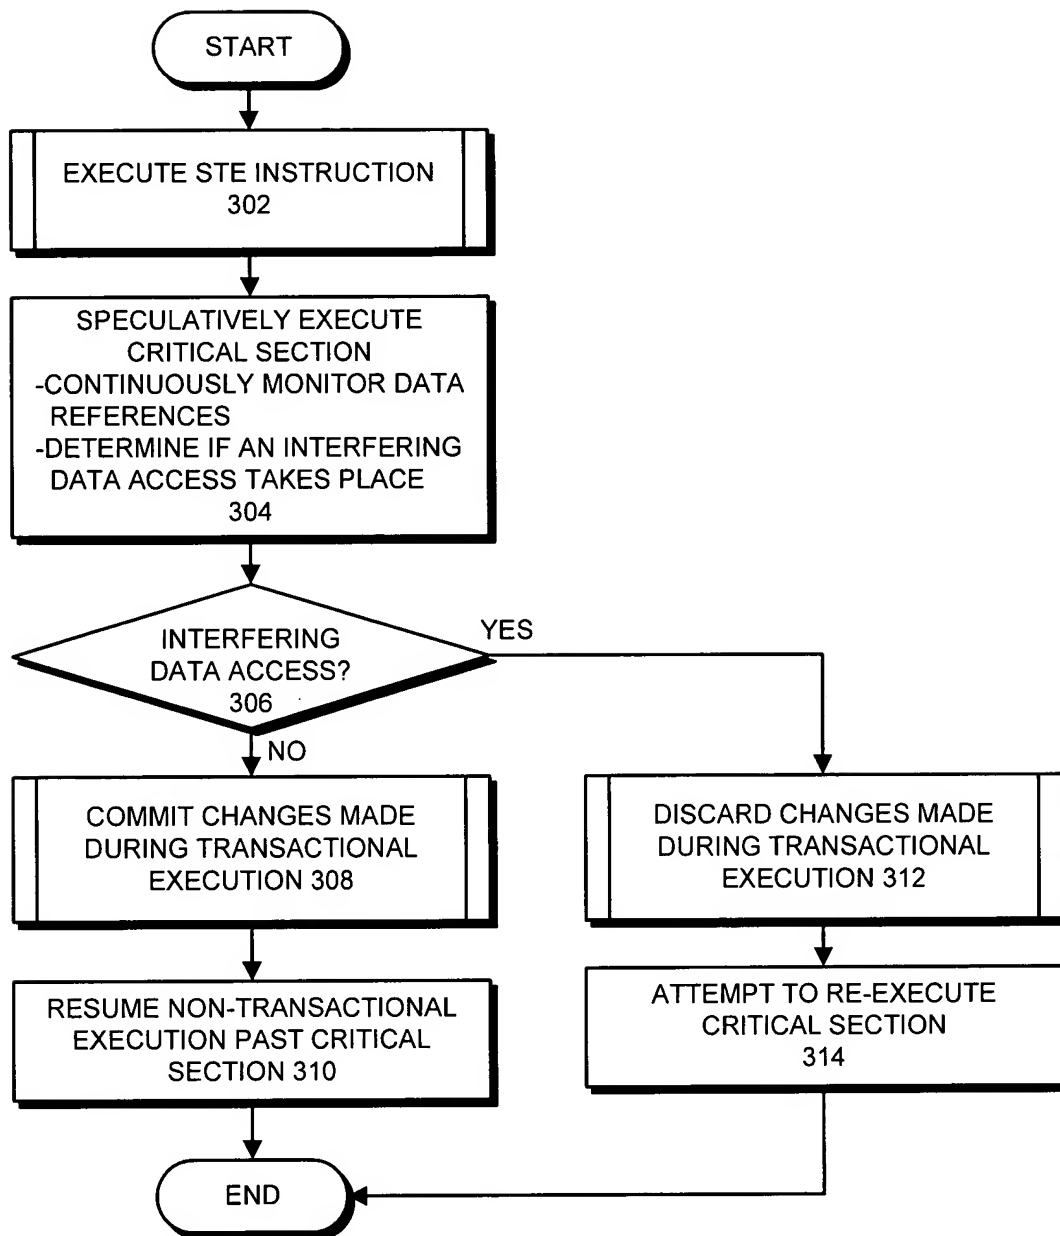 START
EXECUTE STE INSTRUCTION
302
SPECULATIVELY EXECUTE
CRITICAL SECTION
-CONTINUOUSLY MONITOR DATA
REFERENCES
-DETERMINE IF AN INTERFERING
DATA ACCESS TAKES PLACE
304
INTERFERING
DATA ACCESS?
306
YES
NO
COMMIT CHANGES MADE
DURING TRANSACTIONAL
EXECUTION 308
DISCARD CHANGES MADE
DURING TRANSACTIONAL
EXECUTION 312
RESUME NON-TRANSACTIONAL
EXECUTION PAST CRITICAL
SECTION 310
ATTEMPT TO RE-EXECUTE
CRITICAL SECTION
314
END